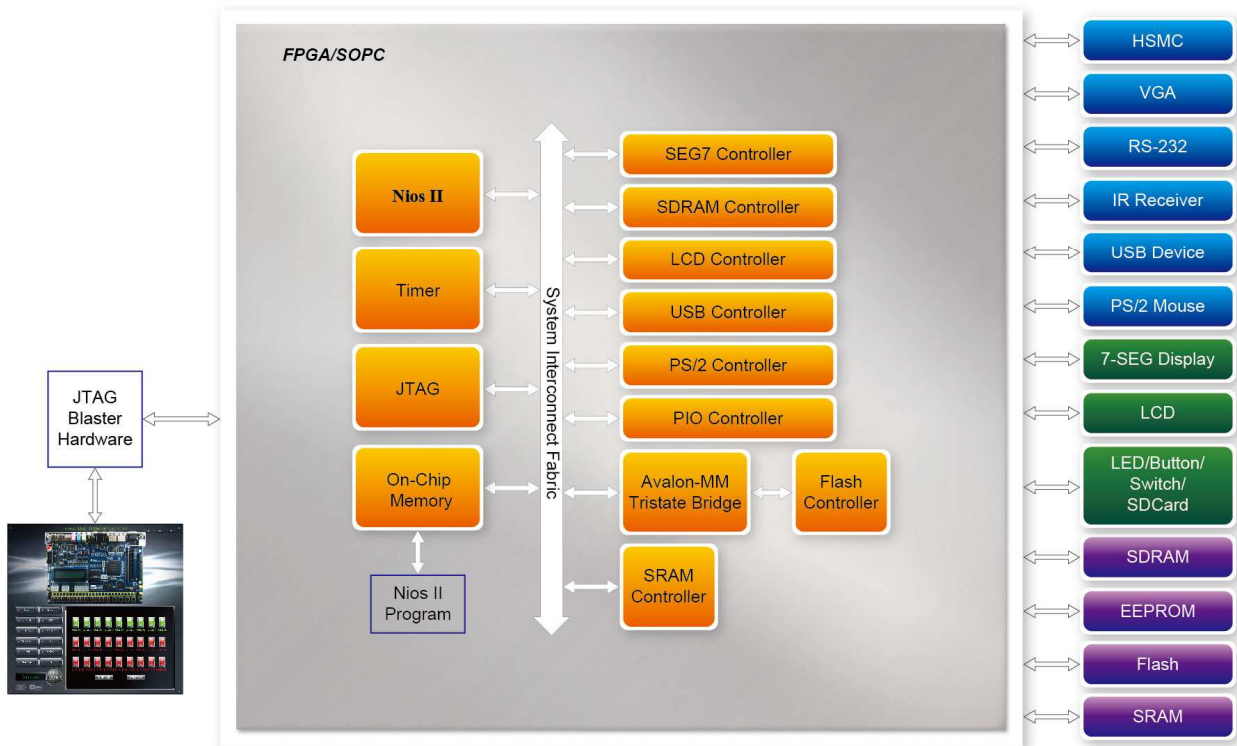 FPGA/SOPC
Nios II
Timer
JTAG
On-Chip
Memory
Nios II
Program
System Interconnect Fabric
SEG7 Controller
SDRAM Controller
LCD Controller
USB Controller
PS/2 Controller
PIO Controller
Avalon-MM
Tristate Bridge
Flash
Controller
SRAM
Controller
JTAG
Blaster
Hardware
HSMC
VGA
RS-232
IR Receiver
USB Device
PS/2 Mouse
7-SEG Display
LCD
LED/Button/
Switch/
SDCard
SDRAM
EEPROM
Flash
SRAM